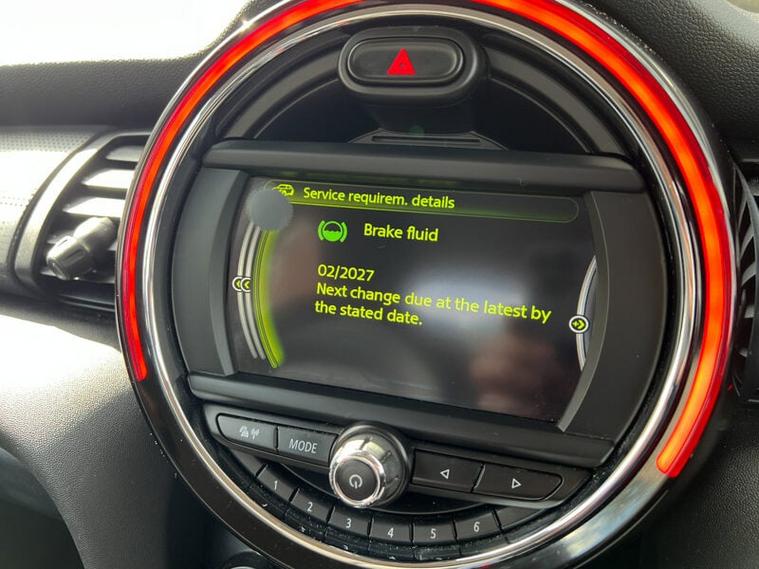 Service requirem. details
Brake fluid
02/2027
Next change due at the latest by
the stated date.
MODE
1
2
3
4
5
6